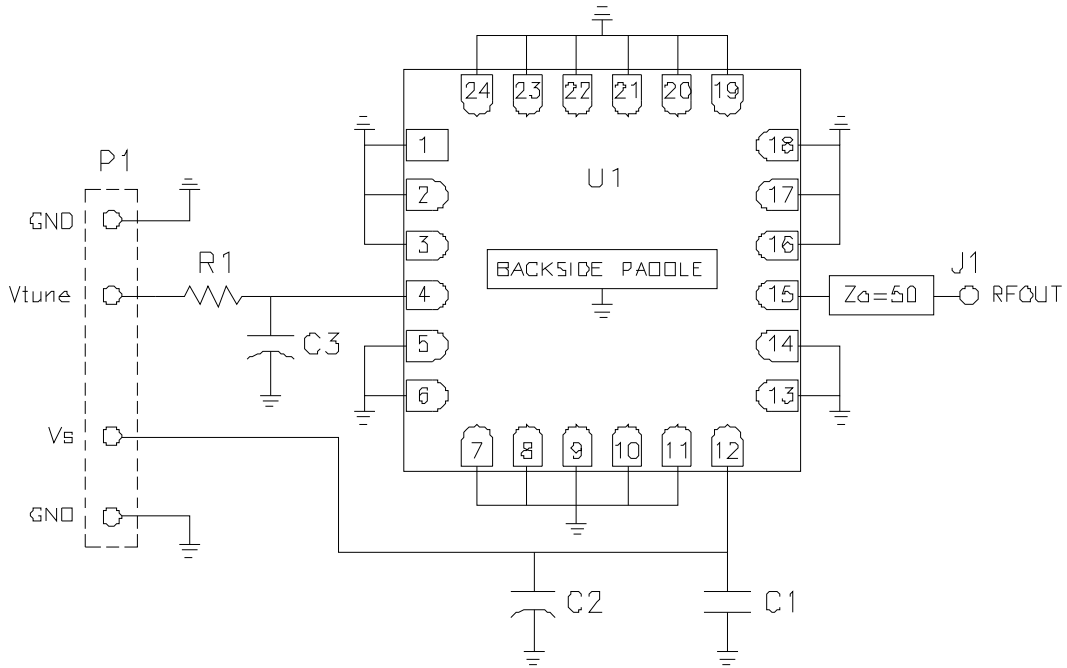 24 23 22 21 20 19
1
18
P1
U1
2
17
GND
3
16
R1
BACKSIDE PADDLE
J1
Vtune
4
15
Zo=50
RFOUT
C3
5
14
6
13
Vs
7 8 9 10 11 12
GND
C2
C1